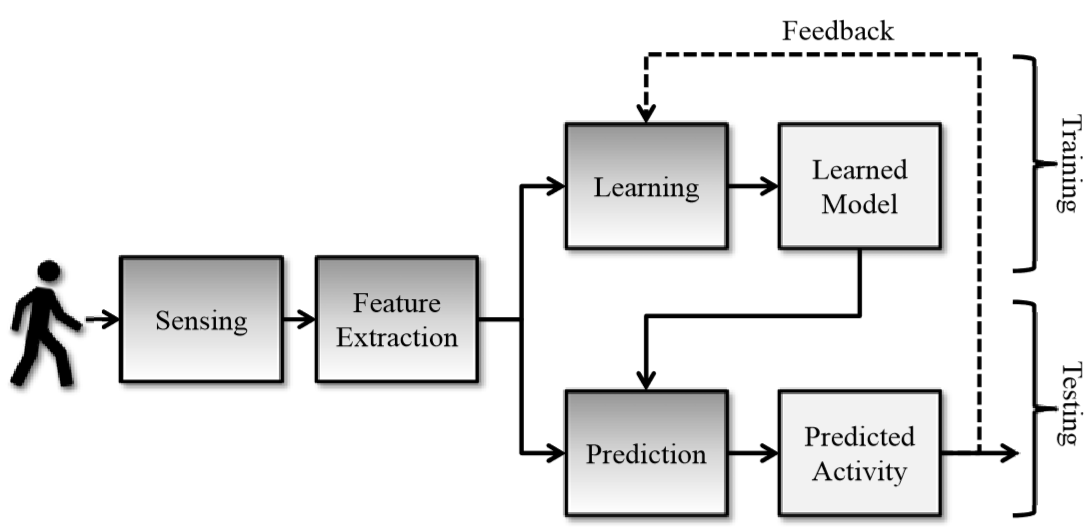 Feedback
Learning
Learned
Model
Training
Sensing
Feature
Extraction
Prediction
Predicted
Activity
Testing